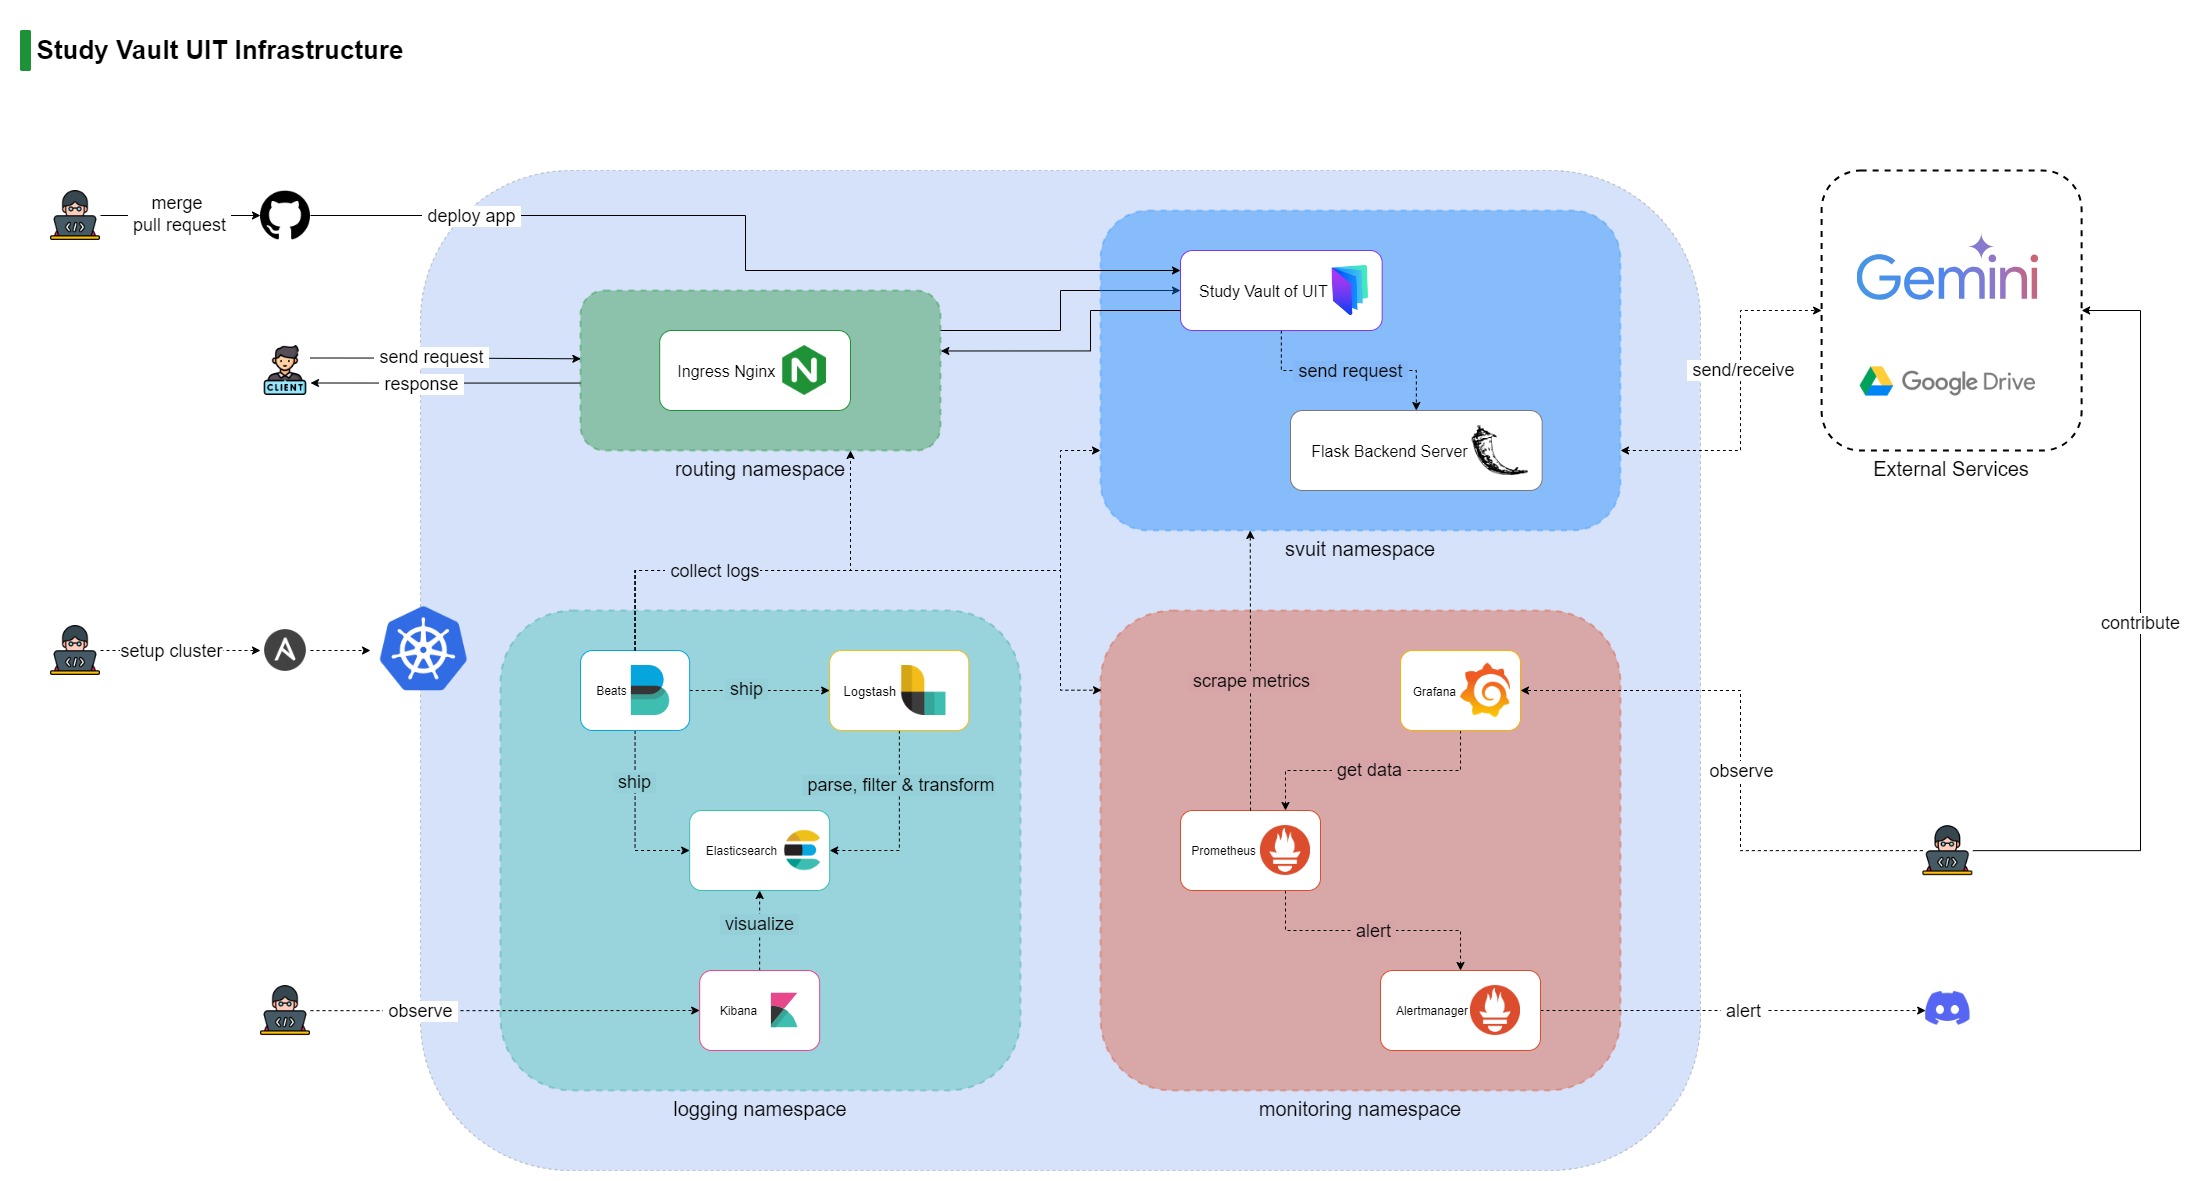 Study Vault UIT Infrastructure
merge
pull request
deploy app
Study Vault of UIT
Gemini
send request
response
CLIENT
Ingress Nginx
send request
send/receive
Google Drive
Flask Backend Server
routing namespace
External Services
svuit namespace
collect logs
contribute
setup cluster
Beats
ship
Logstash
scrape metrics
Grafana
ship
parse, filter & transform
get data
observe
Elasticsearch
Prometheus
visualize
alert
observe
Kibana
Alertmanager
alert
logging namespace
monitoring namespace